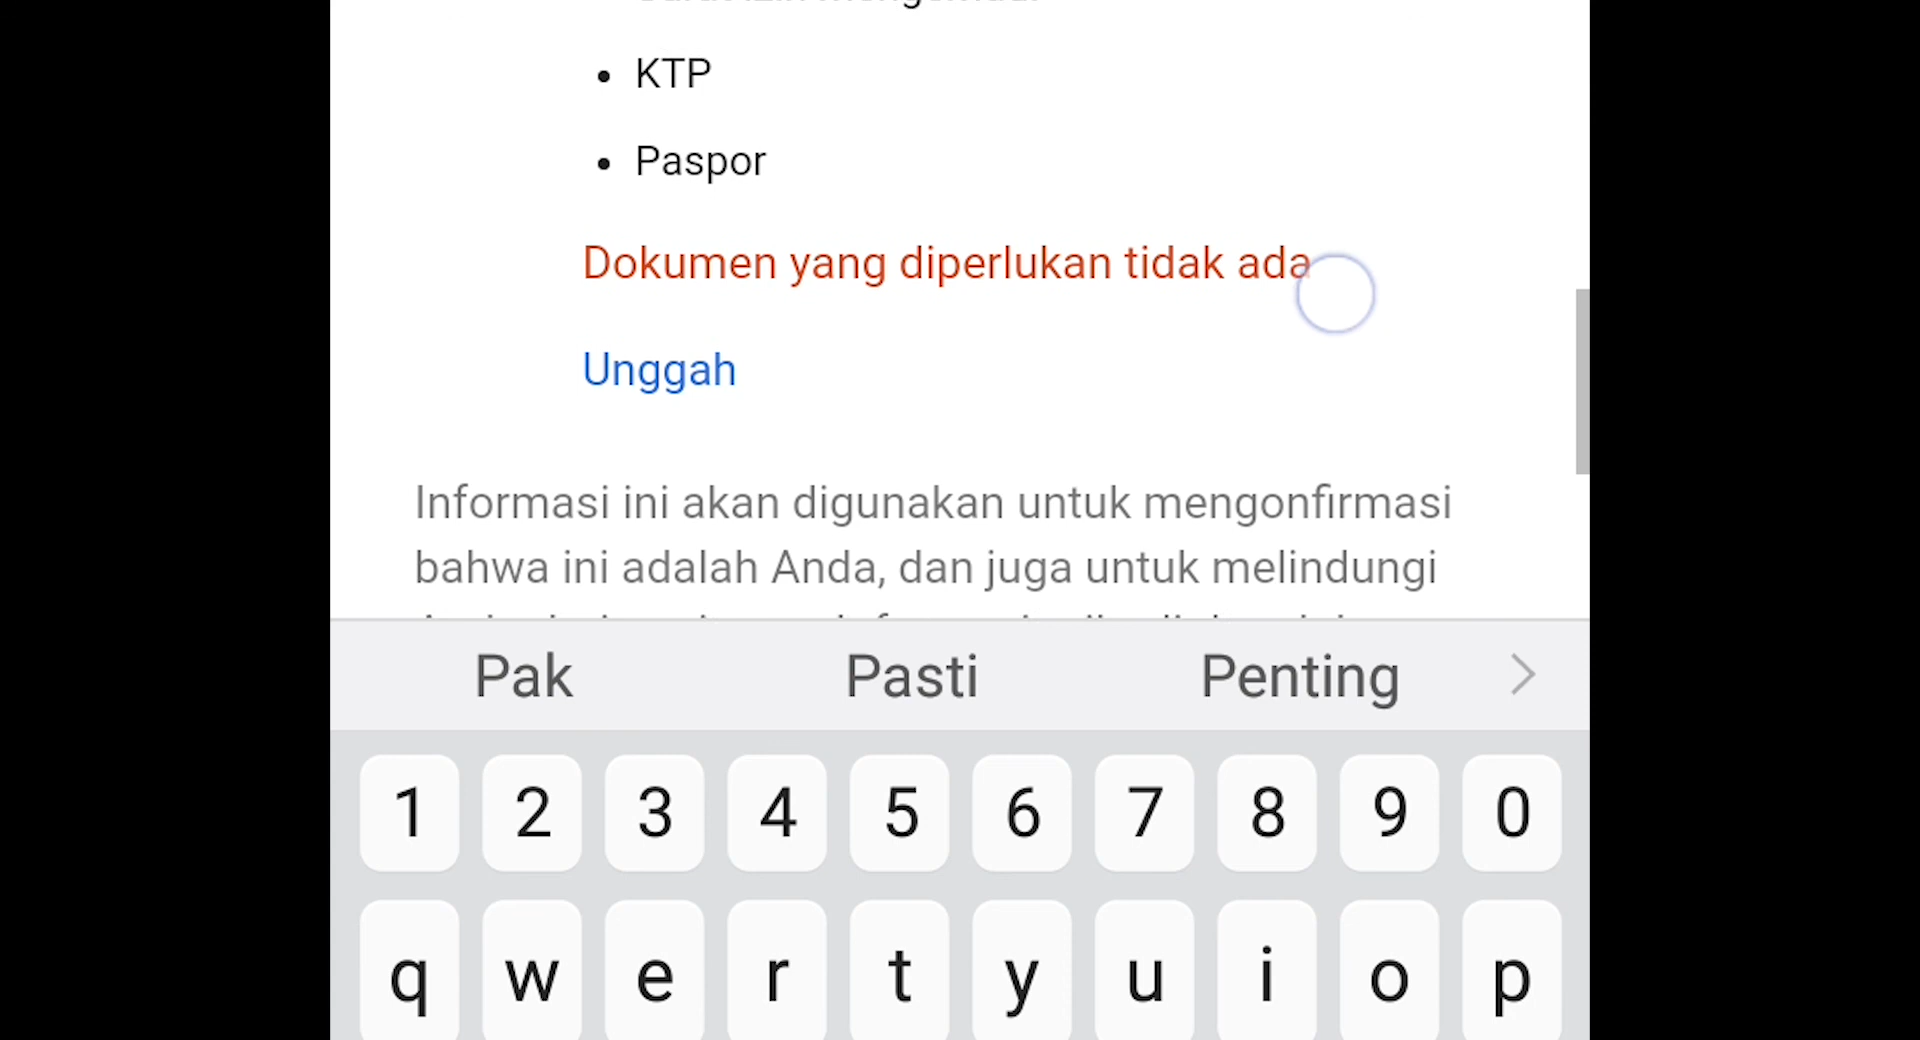 KTP
Paspor
Dokumen yang diperlukan tidak ada
Unggah
Informasi ini akan digunakan untuk mengonfirmasi
bahwa ini adalah Anda, dan juga untuk melindungi
Pak Pasti Penting
1 2 3 4 5 6 7 8 9 0
q w e r t y u i o p